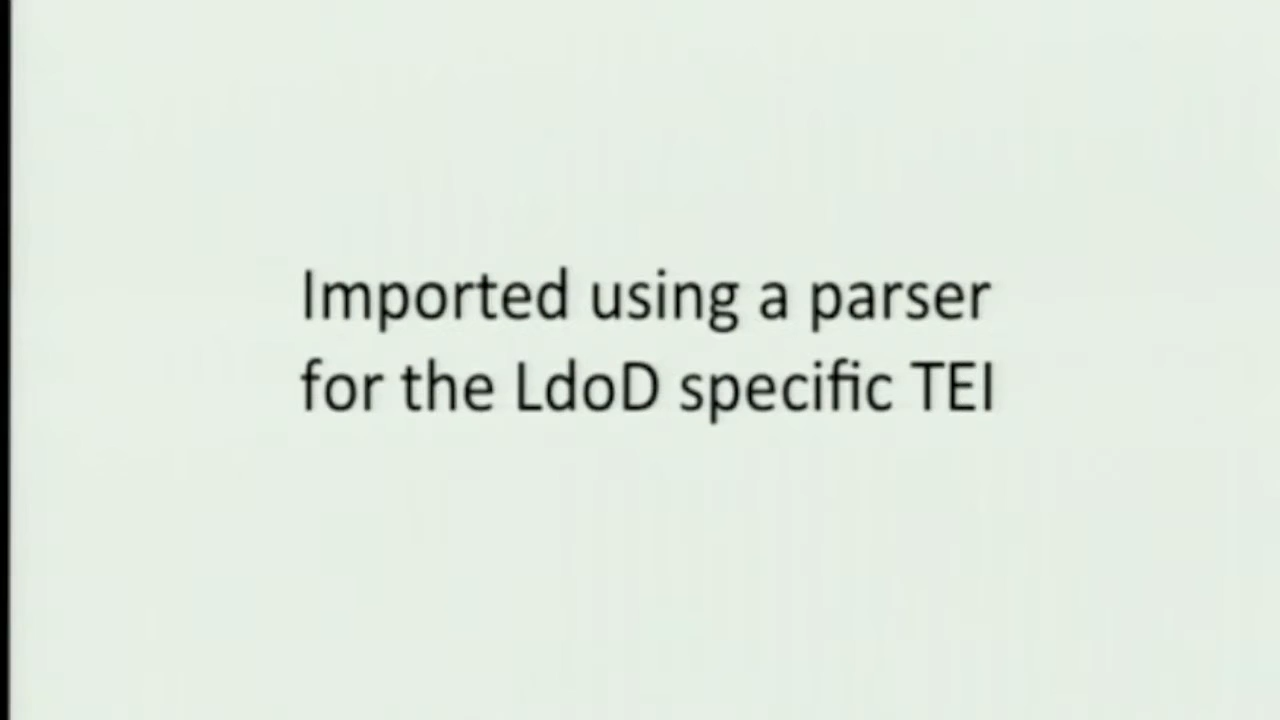 Imported using a parser
for the LdoD specific TEI